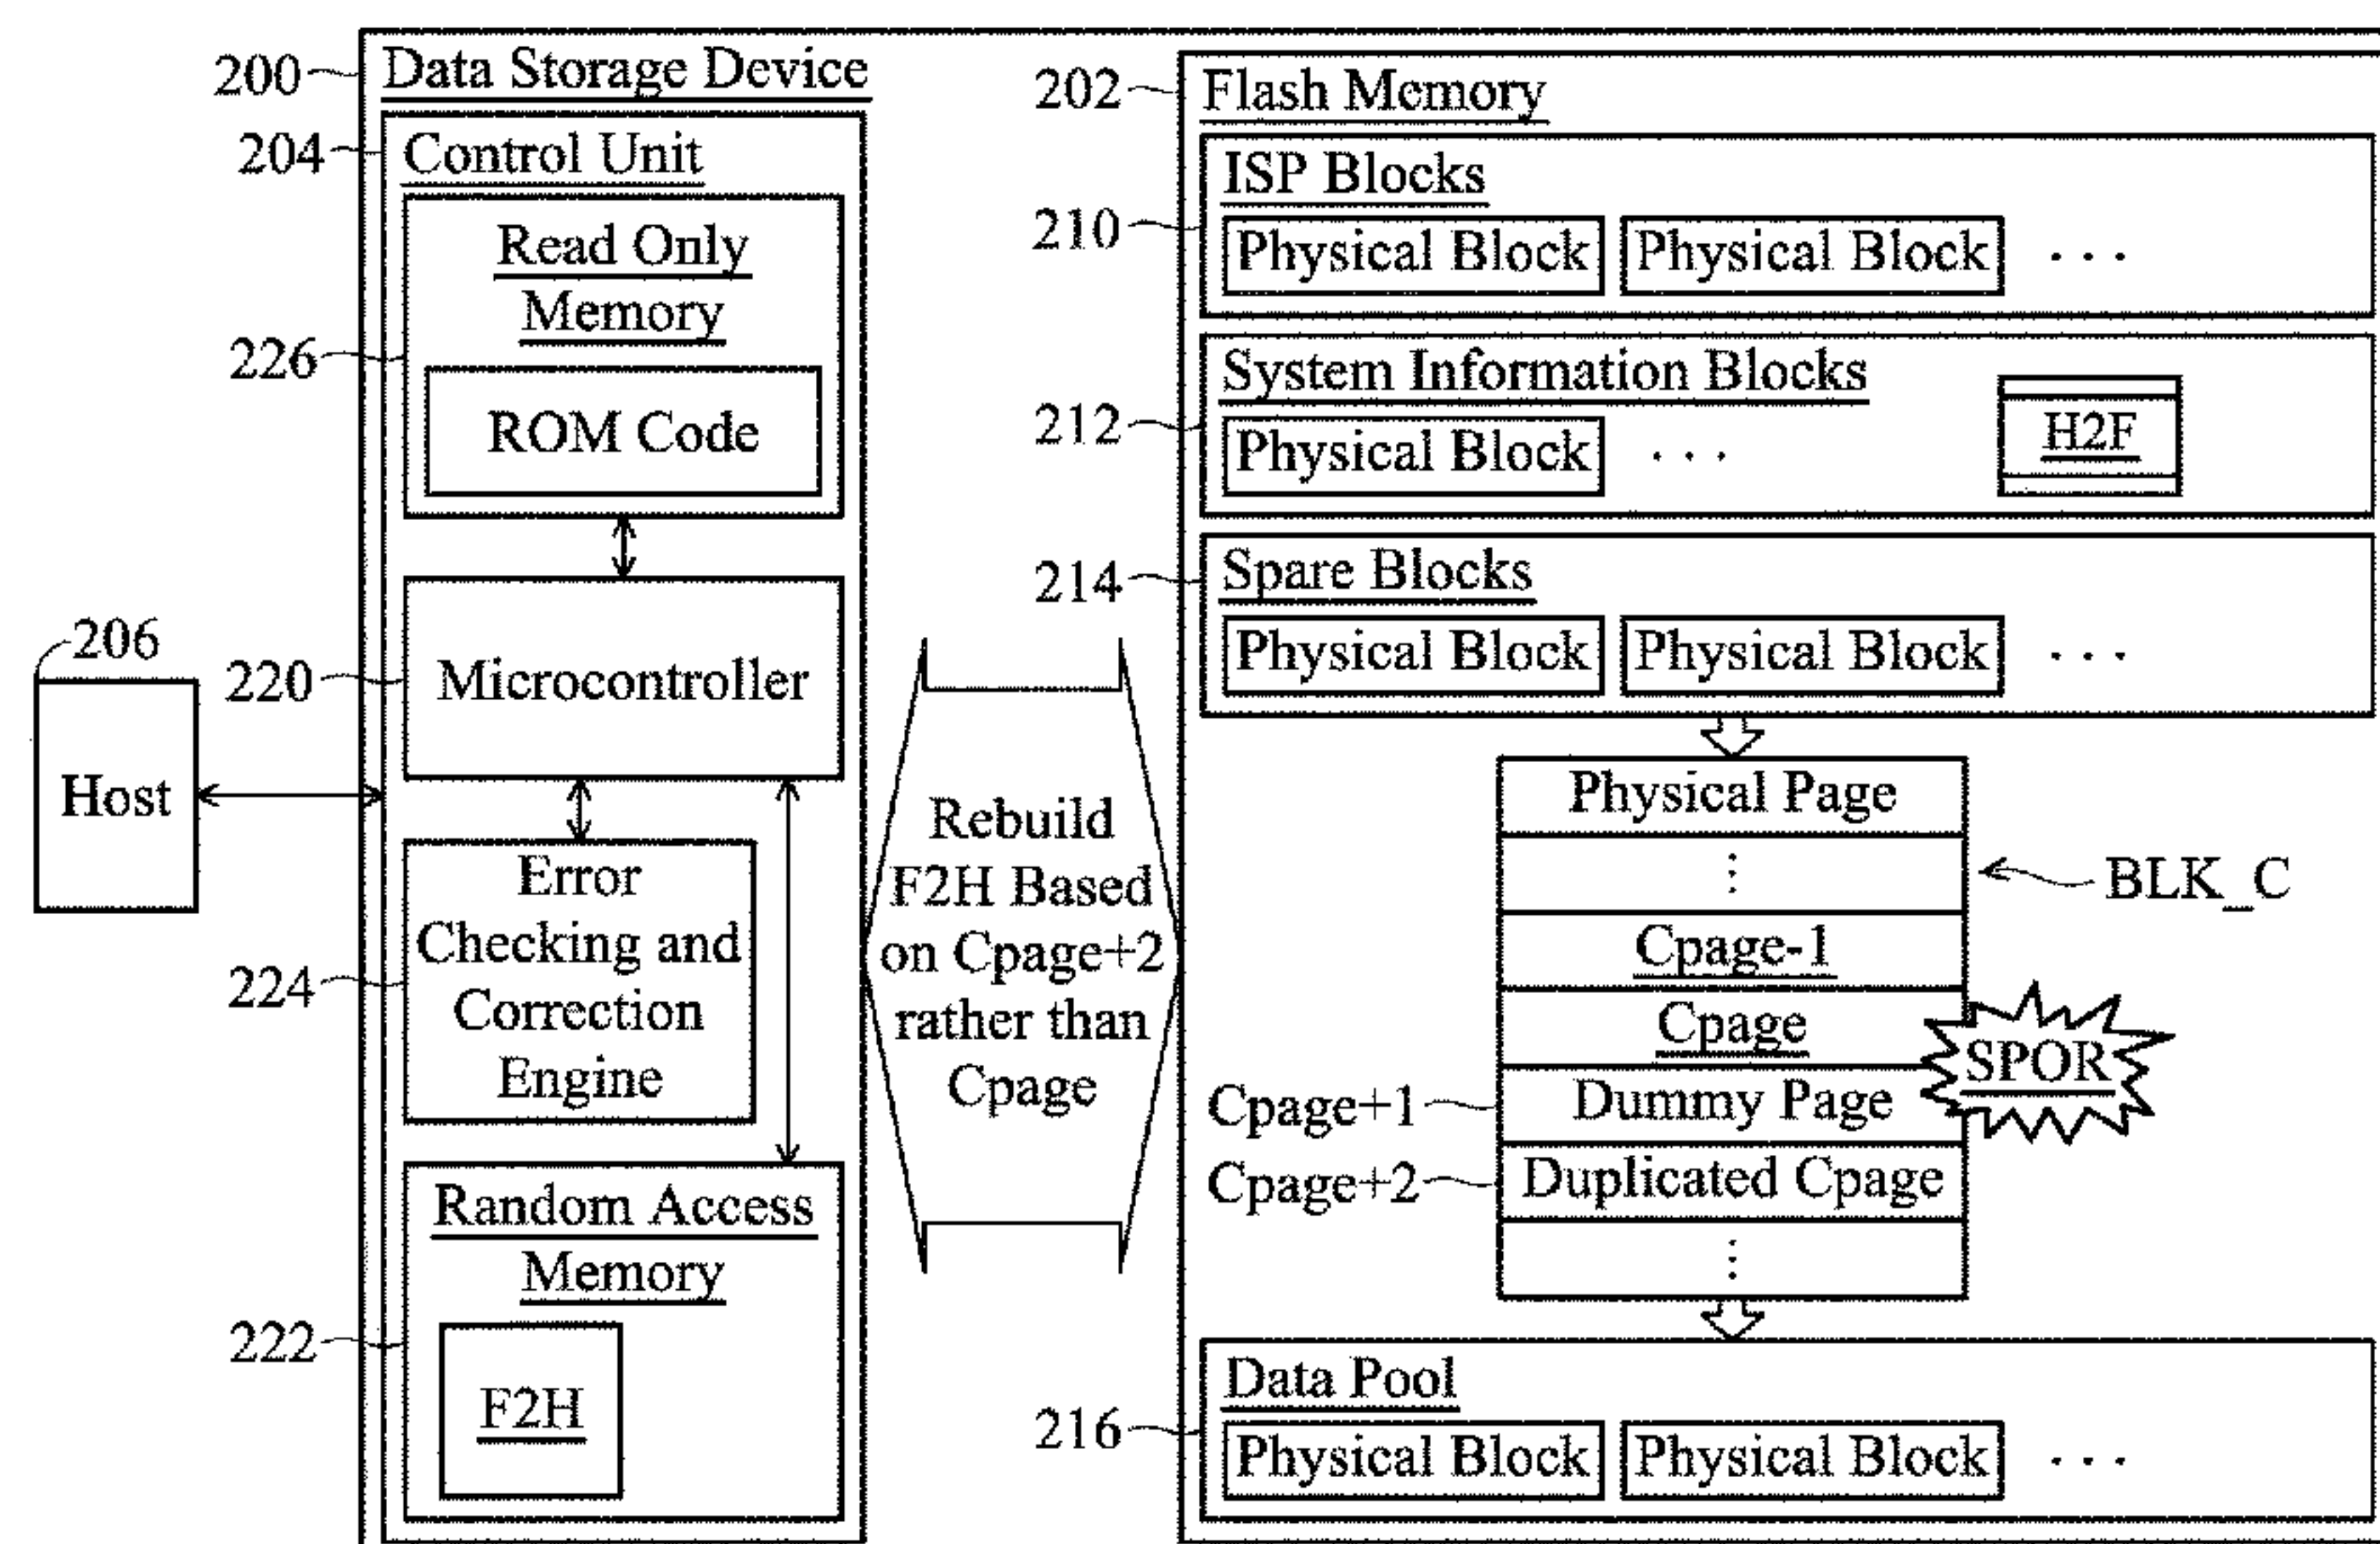 200
Data Storage Device
204
Control Unit
Read Only
Memory
226
ROM Code
206
Host
220
Microcontroller
224
Error
Checking and
Correction
Engine
Random Access
Memory
222
F2H
Rebuild
F2H Based
on Cpage+2
rather than
Cpage
202
Flash Memory
ISP Blocks
210
Physical Block Physical Block ...
System Information Blocks
212
Physical Block ...
H2F
214
Spare Blocks
Physical Block Physical Block ...
Physical Page
⋮
BLK_C
Cpage-1
Cpage
SPOR
Cpage+1
Dummy Page
Cpage+2
Duplicated Cpage
⋮
Data Pool
216
Physical Block Physical Block ...